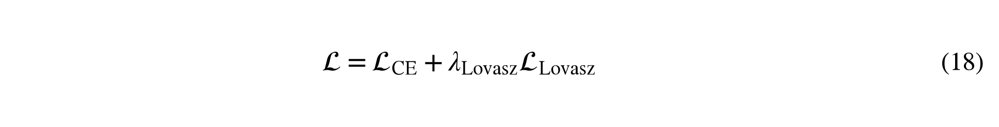 ℒ = ℒ_CE + λ_Lovasz ℒ_Lovasz (18)